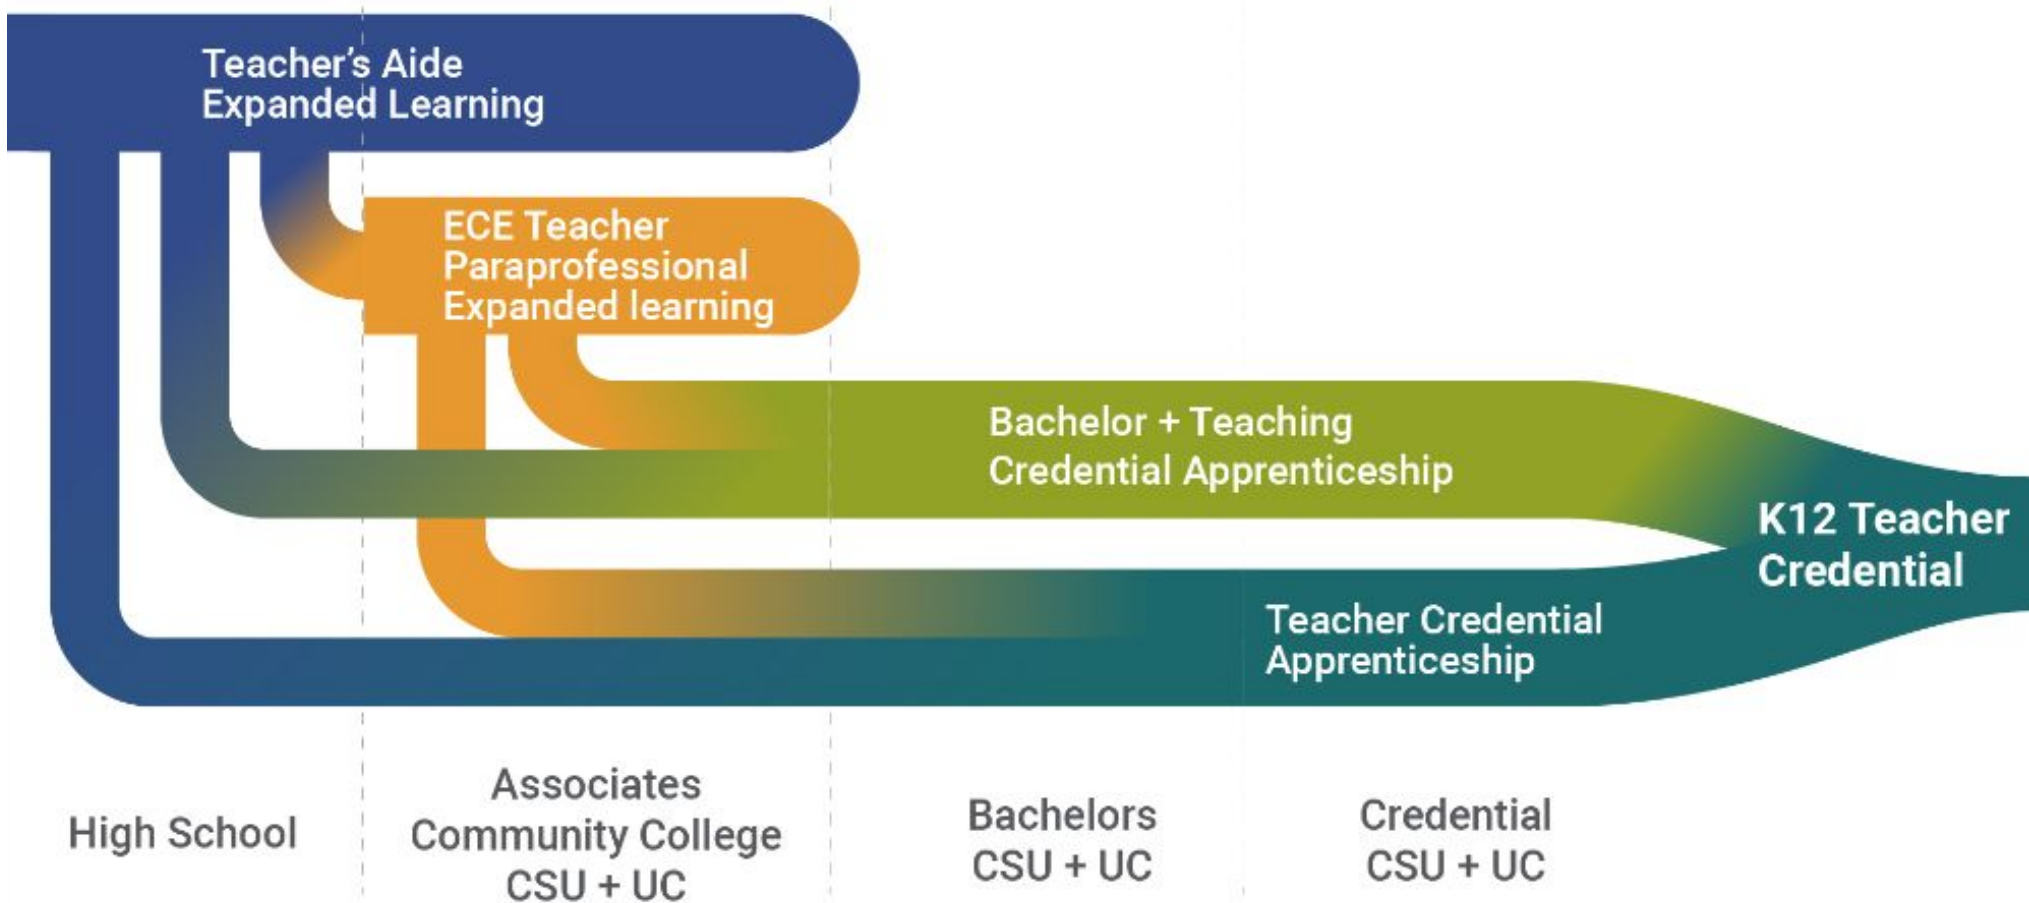 Teacher's Aide
Expanded Learning
ECE Teacher
Paraprofessional
Expanded learning
Bachelor + Teaching
Credential Apprenticeship
K12 Teacher
Credential
Teacher Credential
Apprenticeship
High School
Associates
Community College
CSU + UC
Bachelors
CSU + UC
Credential
CSU + UC